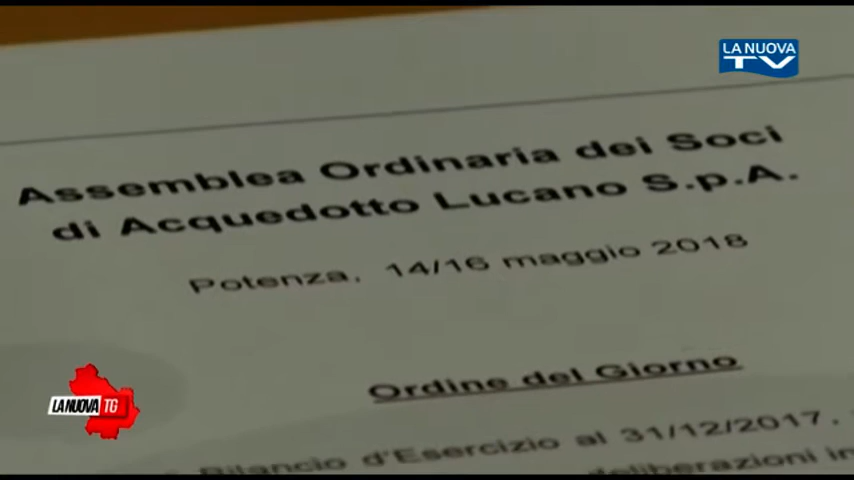 LA NUOVA
TV
Assemblea Ordinaria dei Soci
di Acquedotto Lucano S.p.A.
Potenza, 14/16 maggio 2018
Ordine del Giorno
LA NUOVA TG
Bilancio d'Esercizio al 31/12/2017,
deliberazioni in